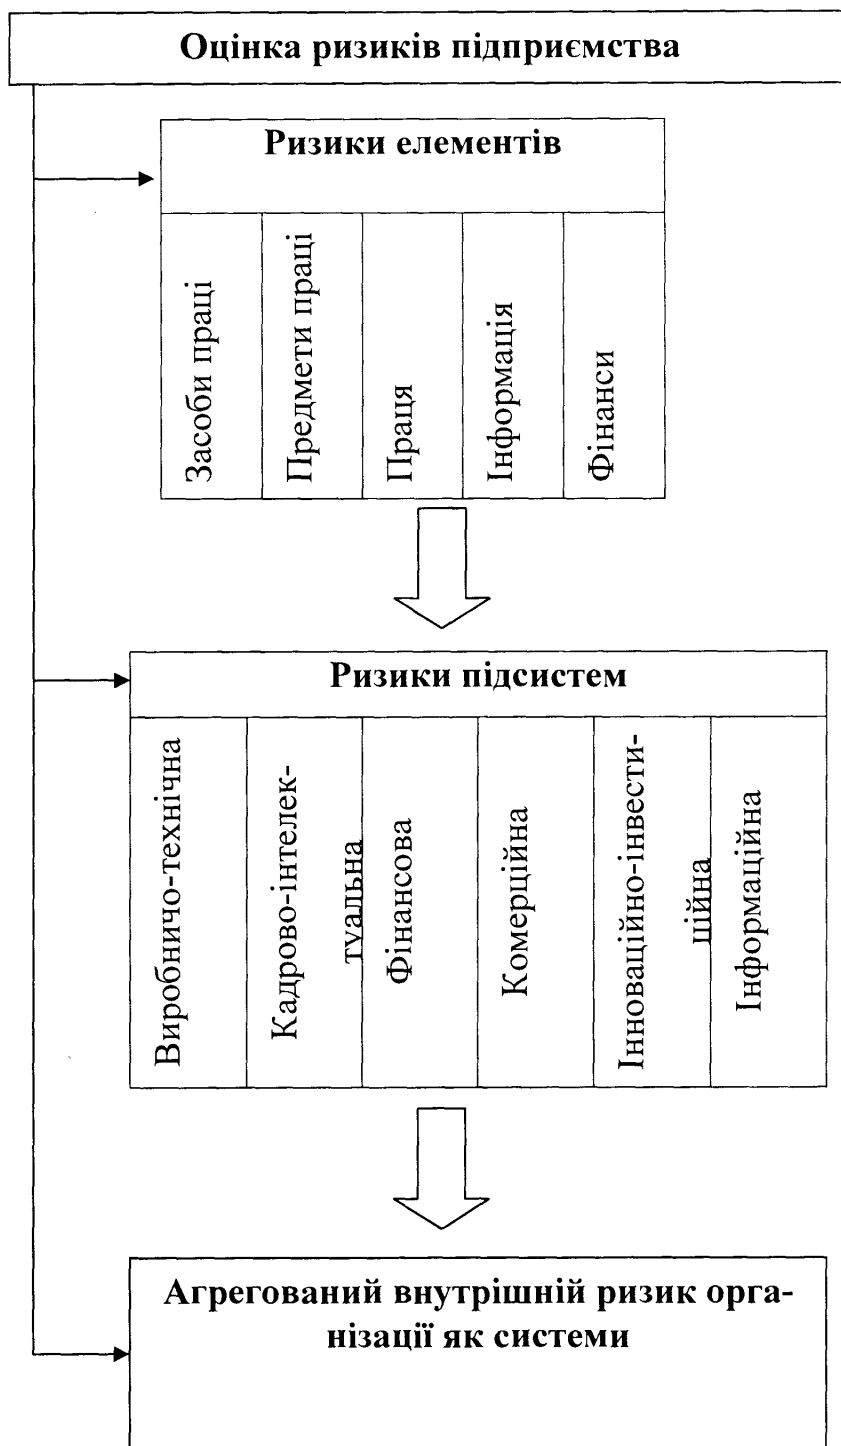 Оцінка ризиків підприємства
Ризики елементів
Засоби праці
Предмети праці
Праця
Інформація
Фінанси
Ризики підсистем
Виробничо-технічна
Кадрово-інтелек-
туальна
Фінансова
Комерційна
Інноваційно-інвести-
ційна
Інформаційна
Агрегований внутрішній ризик орга-
нізації як системи